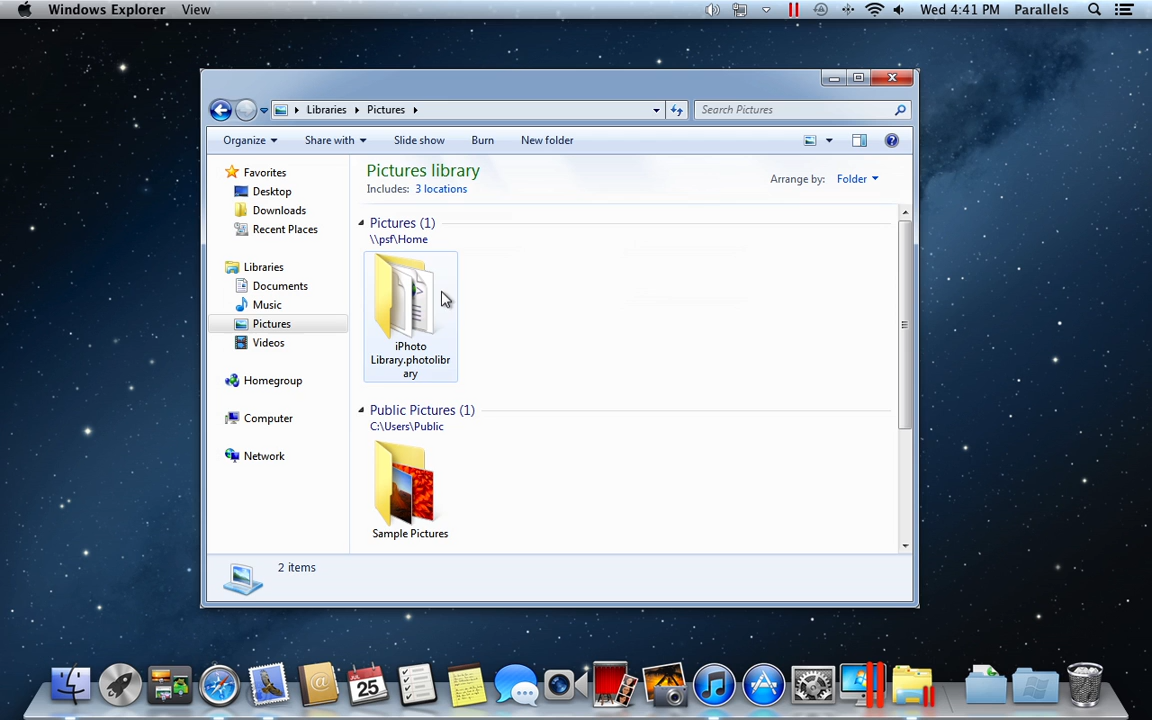 Windows Explorer View
Wed 4:41 PM Parallels
Libraries Pictures
Search Pictures
Organize Share with Slide show Burn New folder
Favorites
Desktop
Downloads
Recent Places
Libraries
Documents
Music
Pictures
Videos
Homegroup
Computer
Network
Pictures library
Includes: 3 locations
Arrange by: Folder
Pictures (1)
\\psf\Home
iPhoto
Library.photolibr
ary
Public Pictures (1)
C:\Users\Public
Sample Pictures
2 items
JUL
25